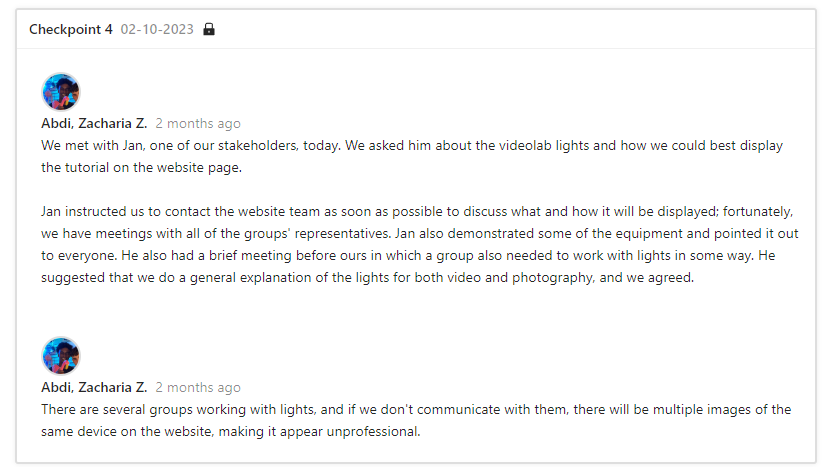 Checkpoint 4 02-10-2023
Abdi, Zacharia Z. 2 months ago
We met with Jan, one of our stakeholders, today. We asked him about the videolab lights and how we could best display
the tutorial on the website page.
Jan instructed us to contact the website team as soon as possible to discuss what and how it will be displayed; fortunately,
we have meetings with all of the groups' representatives. Jan also demonstrated some of the equipment and pointed it out
to everyone. He also had a brief meeting before ours in which a group also needed to work with lights in some way. He
suggested that we do a general explanation of the lights for both video and photography, and we agreed.
Abdi, Zacharia Z. 2 months ago
There are several groups working with lights, and if we don't communicate with them, there will be multiple images of the
same device on the website, making it appear unprofessional.